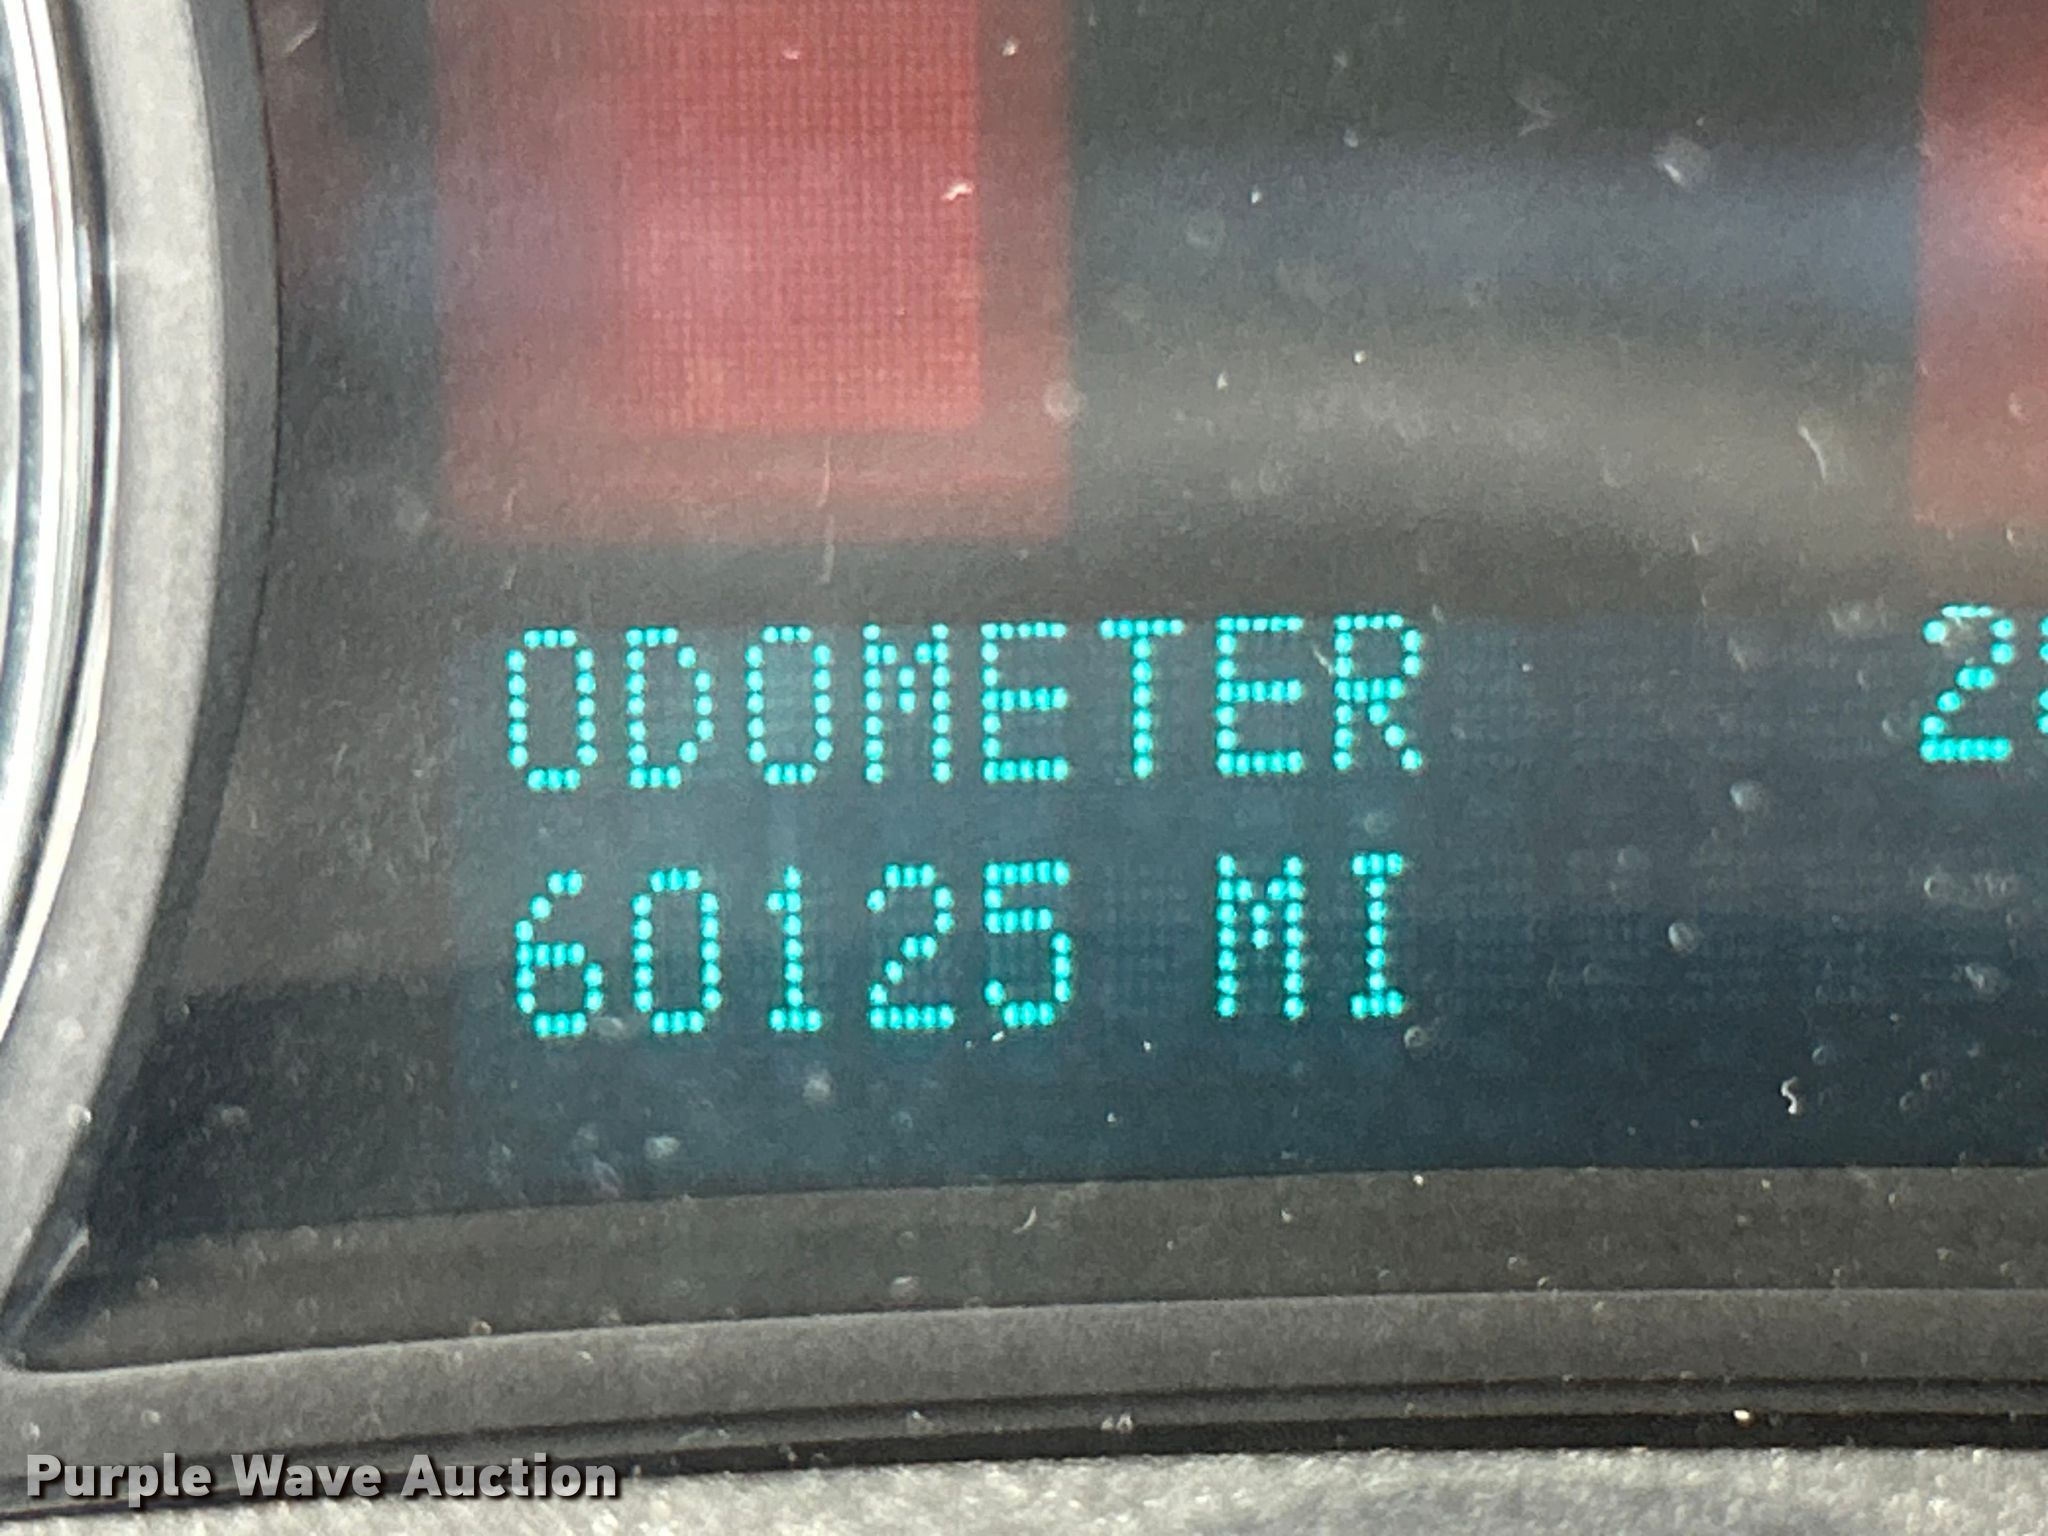 ODOMETER
60125 MI
Purple Wave Auction